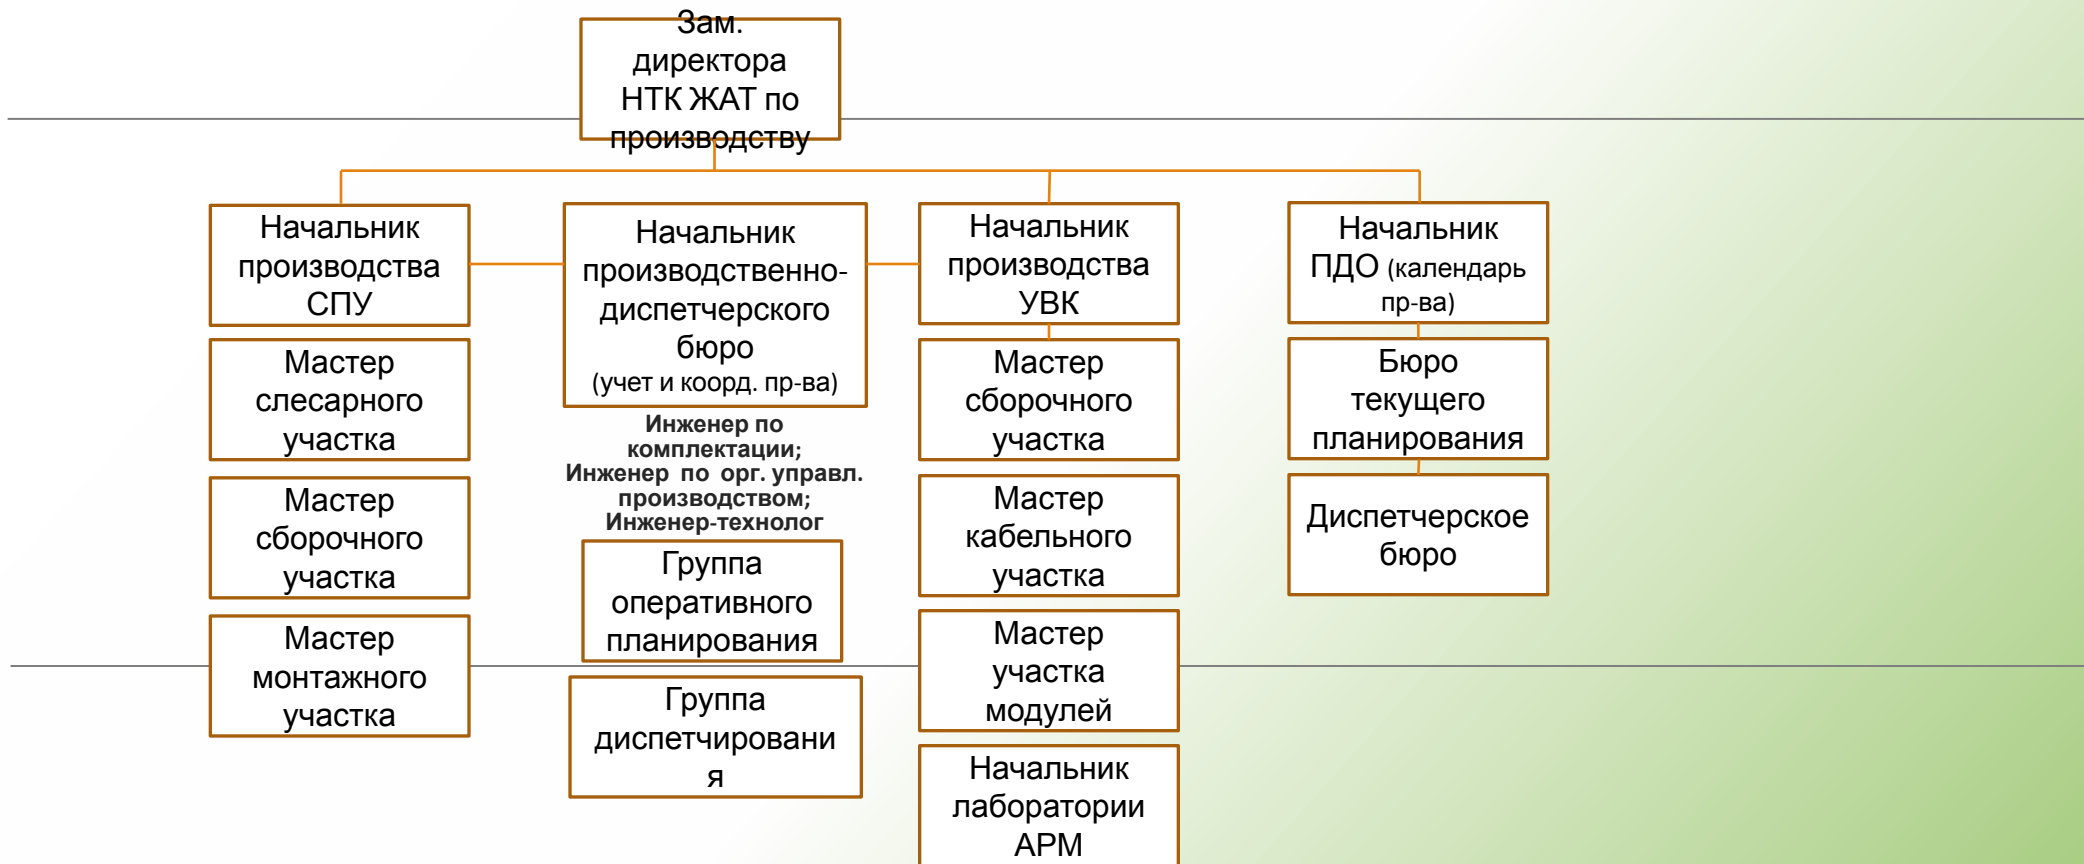 Зам.
директора
НТК ЖАТ по
производству
Начальник
производства
СПУ
Мастер
слесарного
участка
Мастер
сборочного
участка
Мастер
монтажного
участка
Начальник
производственно-
диспетчерского
бюро
(учет и коорд. пр-ва)
Инженер по
комплектации;
Инженер по орг. управл.
производством;
Инженер-технолог
Группа
оперативного
планирования
Группа
диспетчировани
я
Начальник
производства
УВК
Мастер
сборочного
участка
Мастер
кабельного
участка
Мастер
участка
модулей
Начальник
лаборатории
АРМ
Начальник
ПДО (календарь
пр-ва)
Бюро
текущего
планирования
Диспетчерское
бюро